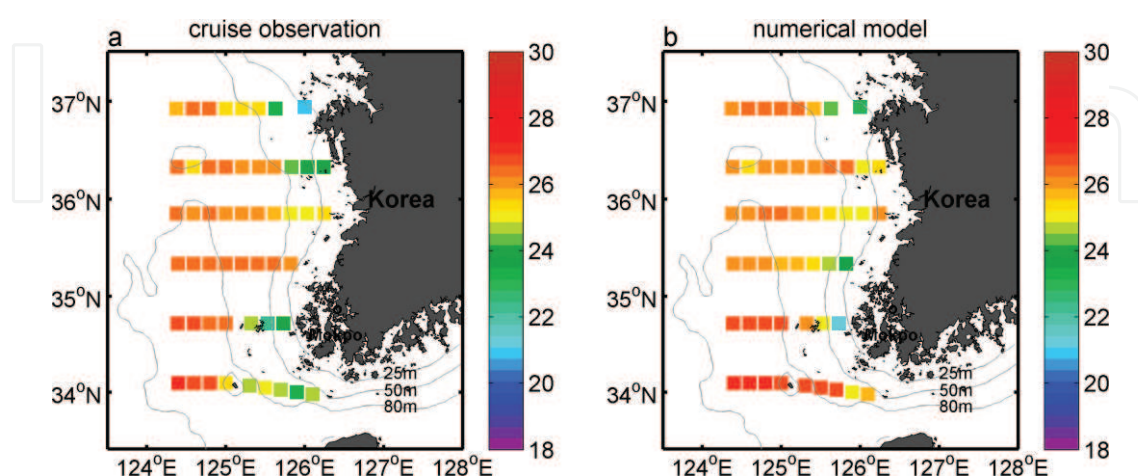 cruise observation
a
30
28
26
24
22
20
18
37°N
36°N
35°N
34°N
Korea
Mokpo
25m
50m
80m
124°E
125°E
126°E
127°E
128°E
numerical model
b
30
28
26
24
22
20
18
37°N
36°N
35°N
34°N
Korea
Mokpo
25m
50m
80m
124°E
125°E
126°E
127°E
128°E